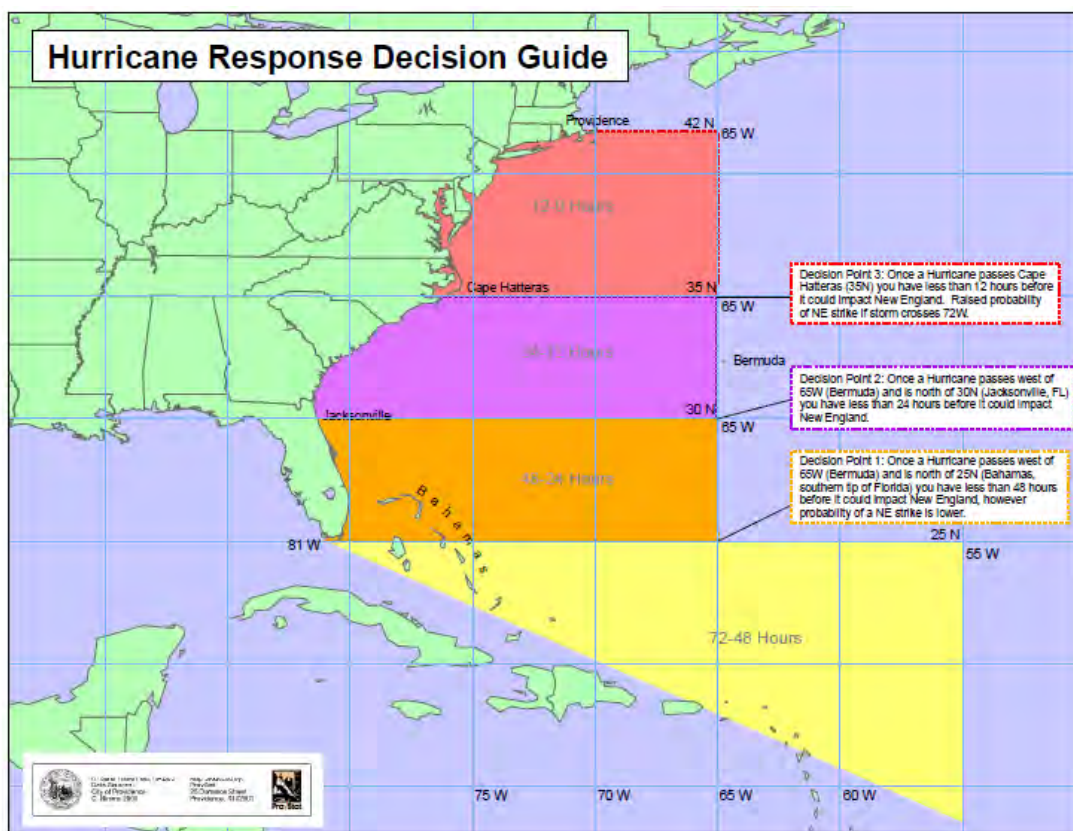 Hurricane Response Decision Guide
Providence
42 N
65 W
12-0 Hours
Cape Hatteras
35 N
65 W
Decision Point 3: Once a Hurricane passes Cape
Hatteras (35N) you have less than 12 hours before
it could impact New England. Raised probability
of NE strike if storm crosses 72W.
Hours
Bermuda
Decision Point 2: Once a Hurricane passes west of
65W (Bermuda) and is north of 30N (Jacksonville, FL)
you have less than 24 hours before it could impact
New England.
Jacksonville
30 N
65 W
Decision Point 1: Once a Hurricane passes west of
65W (Bermuda) and is north of 25N (Bahamas,
southern tip of Florida) you have less than 48 hours
before it could impact New England, however
probability of a NE strike is lower.
Hours
Bahamas
81 W
25 N
55 W
72-48 Hours
75 W
70 W
65 W
60 W
City of Providence
Providence, RI